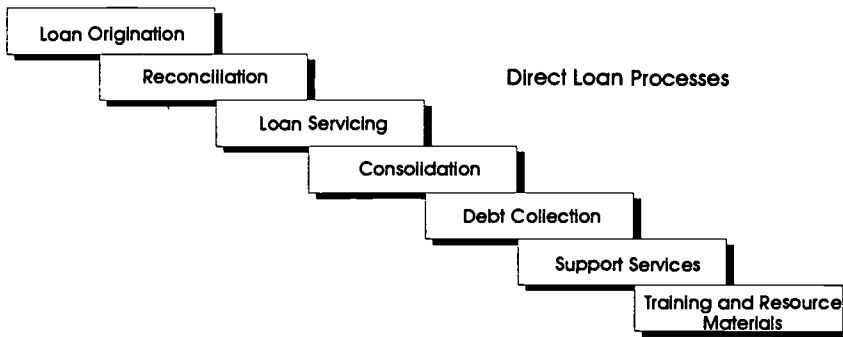 Loan Origination
Reconciliation
Direct Loan Processes
Loan Servicing
Consolidation
Debt Collection
Support Services
Training and Resource
Materials